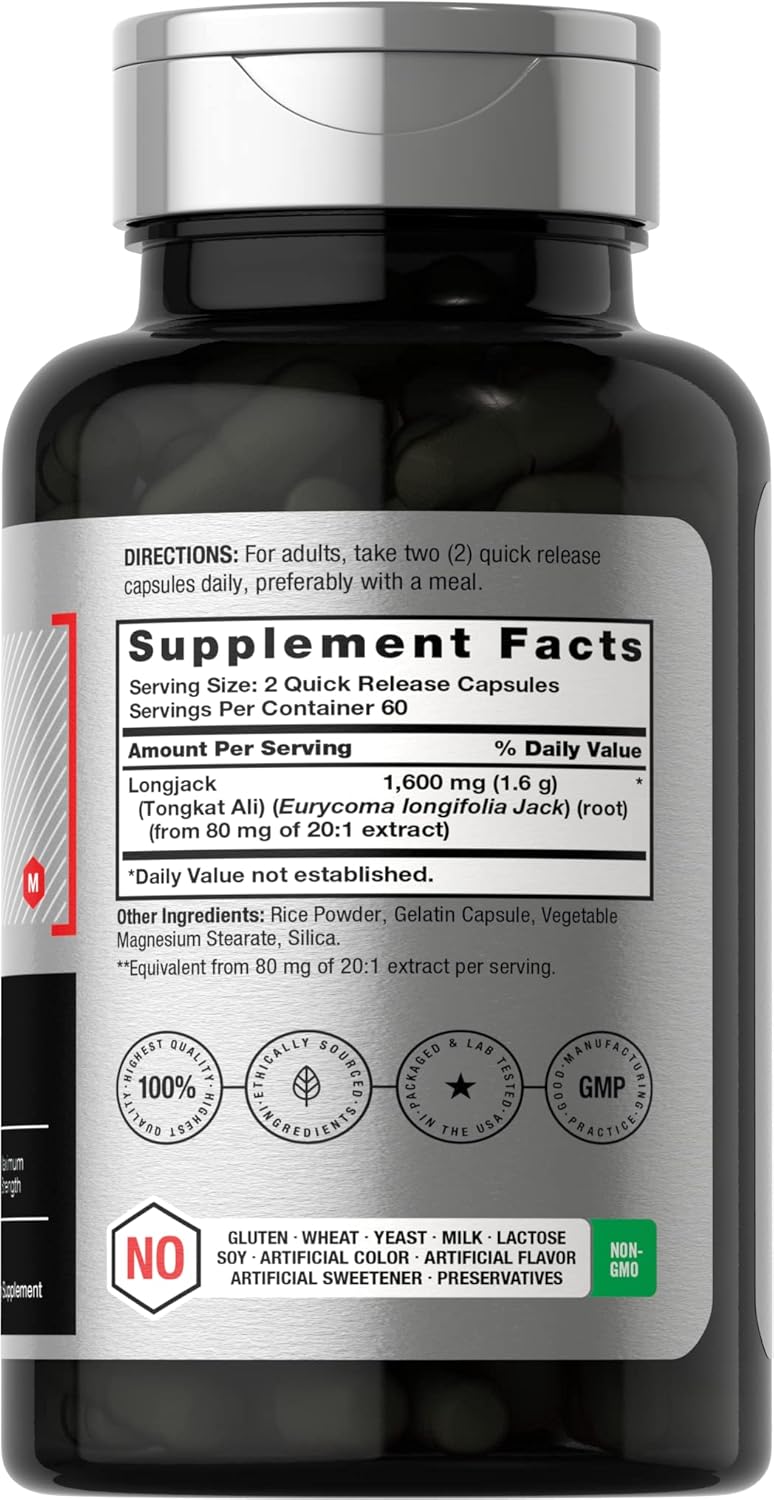 DIRECTIONS: For adults, take two (2) quick release
capsules daily, preferably with a meal.
Supplement Facts
Serving Size: 2 Quick Release Capsules
Servings Per Container 60
Amount Per Serving % Daily Value
Longjack 1,600 mg (1.6 g) *
(Tongkat Ali) (Eurycoma longifolia Jack) (root)
(from 80 mg of 20:1 extract)
*Daily Value not established.
Other Ingredients: Rice Powder, Gelatin Capsule, Vegetable
Magnesium Stearate, Silica.
**Equivalent from 80 mg of 20:1 extract per serving.
M
HIGHEST QUALITY · HIGHEST QUALITY ·
100%
ETHICALLY SOURCED · INGREDIENTS ·
PACKAGED & LAB TESTED · IN THE USA ·
GOOD · MANUFACTURING · PRACTICE ·
GMP
Supplement
NO
GLUTEN · WHEAT · YEAST · MILK · LACTOSE
SOY · ARTIFICIAL COLOR · ARTIFICIAL FLAVOR
ARTIFICIAL SWEETENER · PRESERVATIVES
NON-
GMO